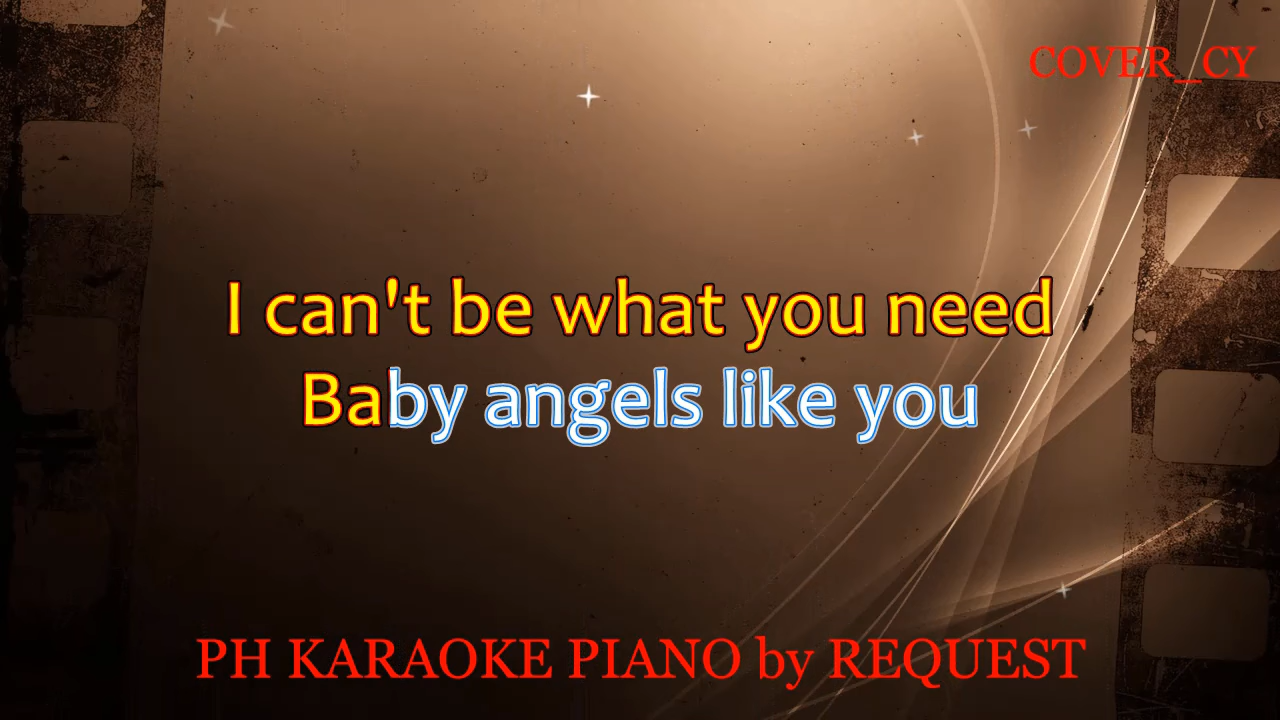 COVER_CY
I can't be what you need
Baby angels like you
PH KARAOKE PIANO by REQUEST